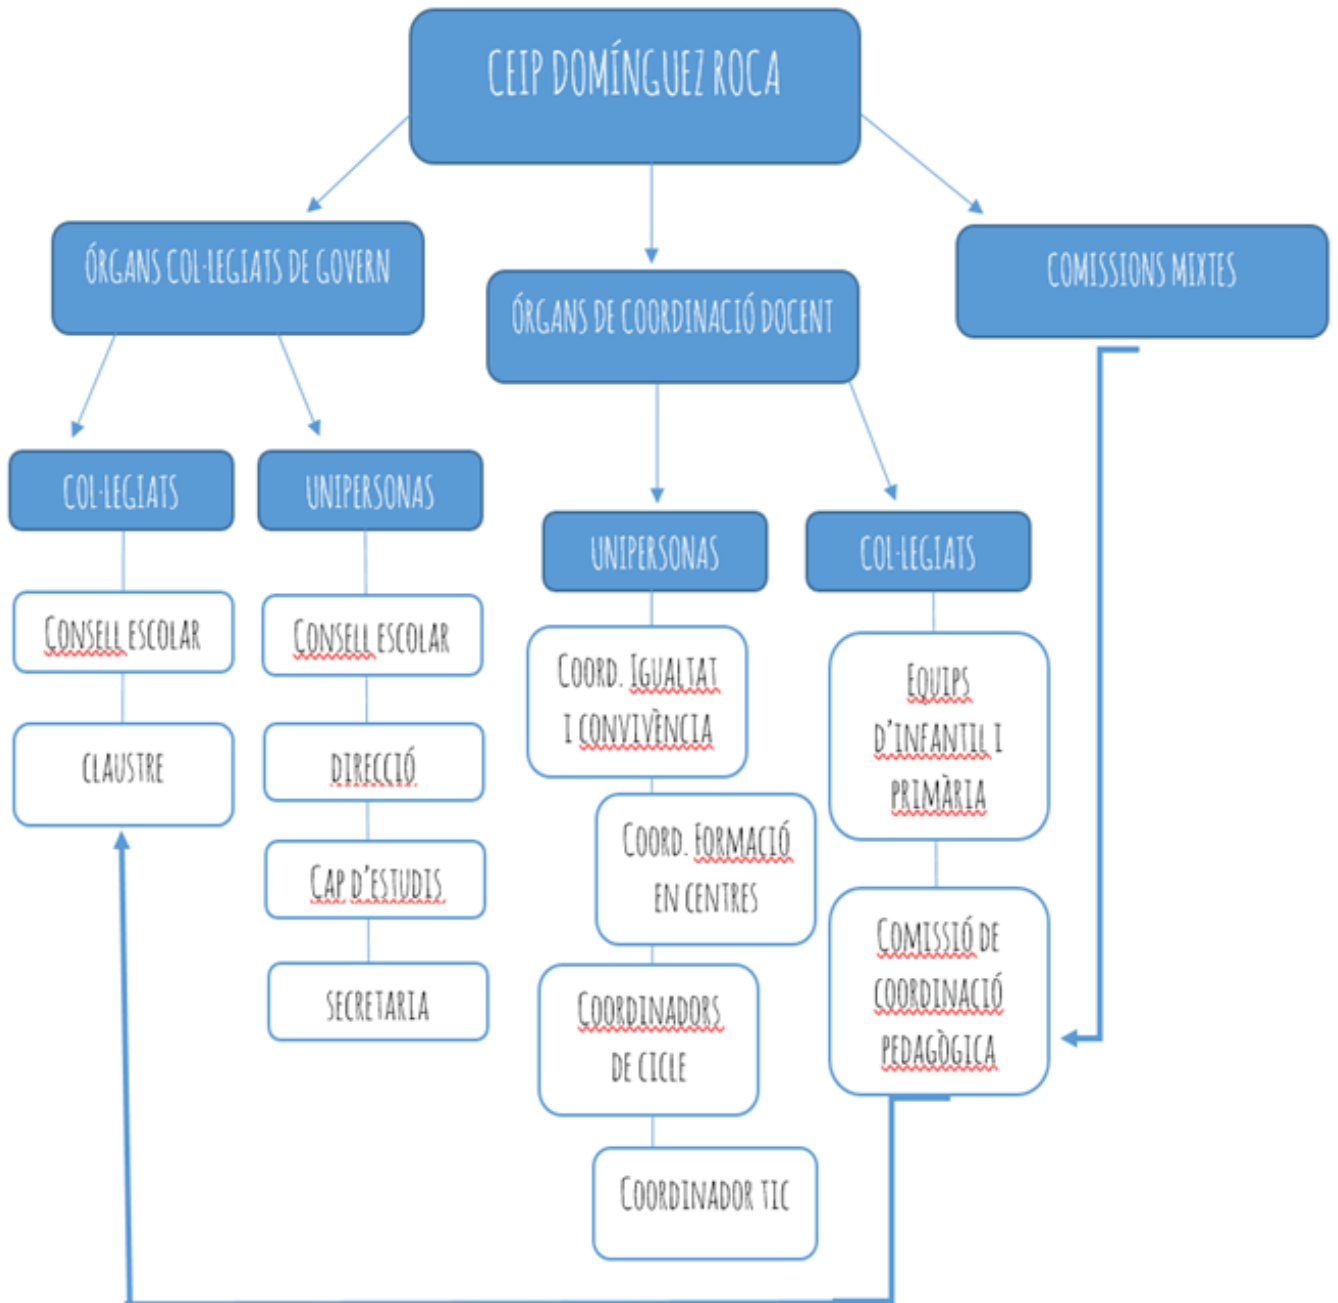 CEIP DOMÍNGUEZ ROCA
ÓRGANS COL·LEGIATS DE GOVERN
ÓRGANS DE COORDINACIÓ DOCENT
COMISSIONS MIXTES
COL·LEGIATS
UNIPERSONAS
CONSELL ESCOLAR
CLAUSTRE
CONSELL ESCOLAR
DIRECCIÓ
CAP D'ESTUDIS
SECRETARIA
UNIPERSONAS
COL·LEGIATS
COORD. IGUALTAT
I CONVIVÈNCIA
COORD. FORMACIÓ
EN CENTRES
COORDINADORS
DE CICLE
COORDINADOR TIC
EQUIPS
D'INFANTIL I
PRIMÀRIA
COMISSIÓ DE
COORDINACIÓ
PEDAGÒGICA